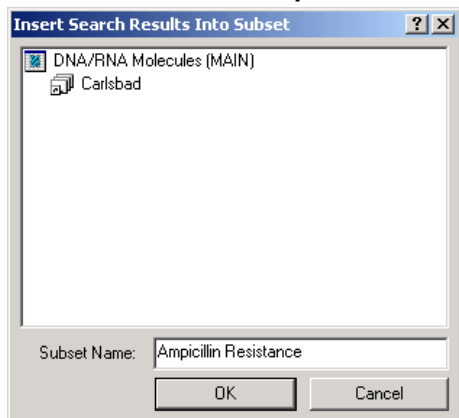 Insert Search Results Into Subset
DNA/RNA Molecules (MAIN)
Carlsbad
Subset Name: Ampicillin Resistance
OK Cancel